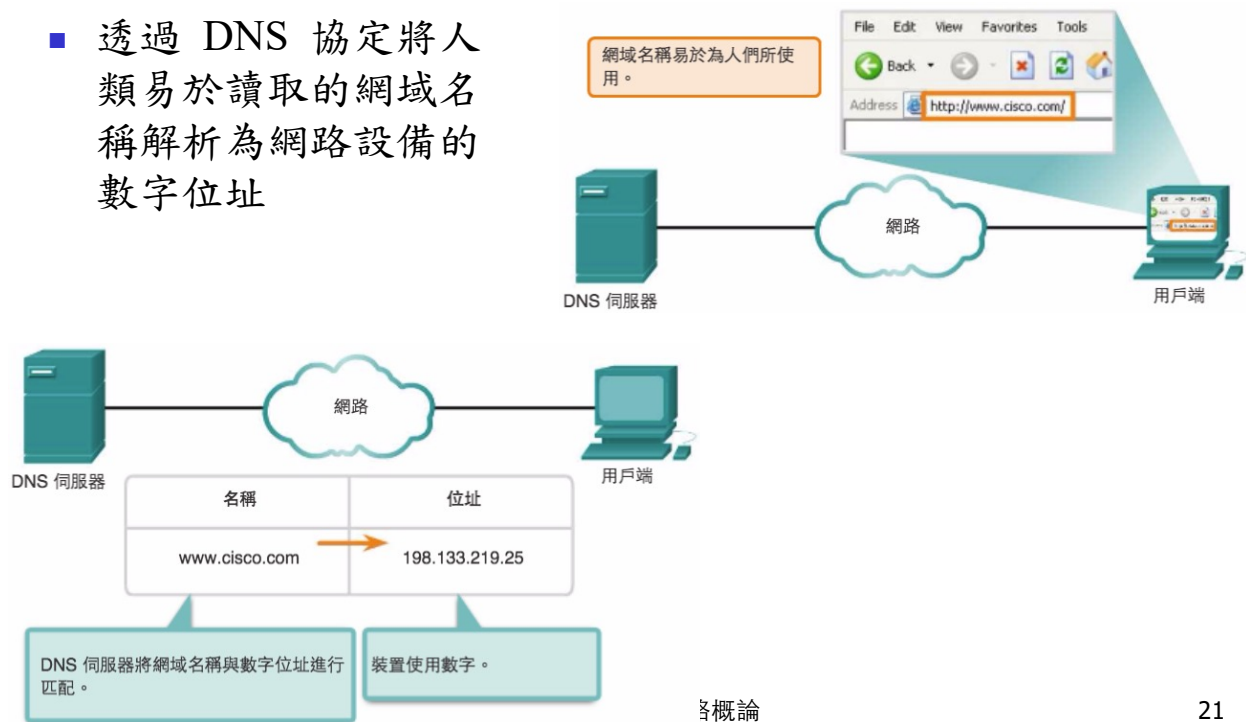 透過 DNS 協定將人
類易於讀取的網域名
稱解析為網路設備的
數字位址
網域名稱易於為人們所使
用。
File Edit View Favorites Tools
Back
Address http://www.cisco.com/
網路
DNS 伺服器
用戶端
網路
DNS 伺服器
用戶端
名稱 位址
www.cisco.com 198.133.219.25
DNS 伺服器將網域名稱與數字位址進行
匹配。
裝置使用數字。
概論
21